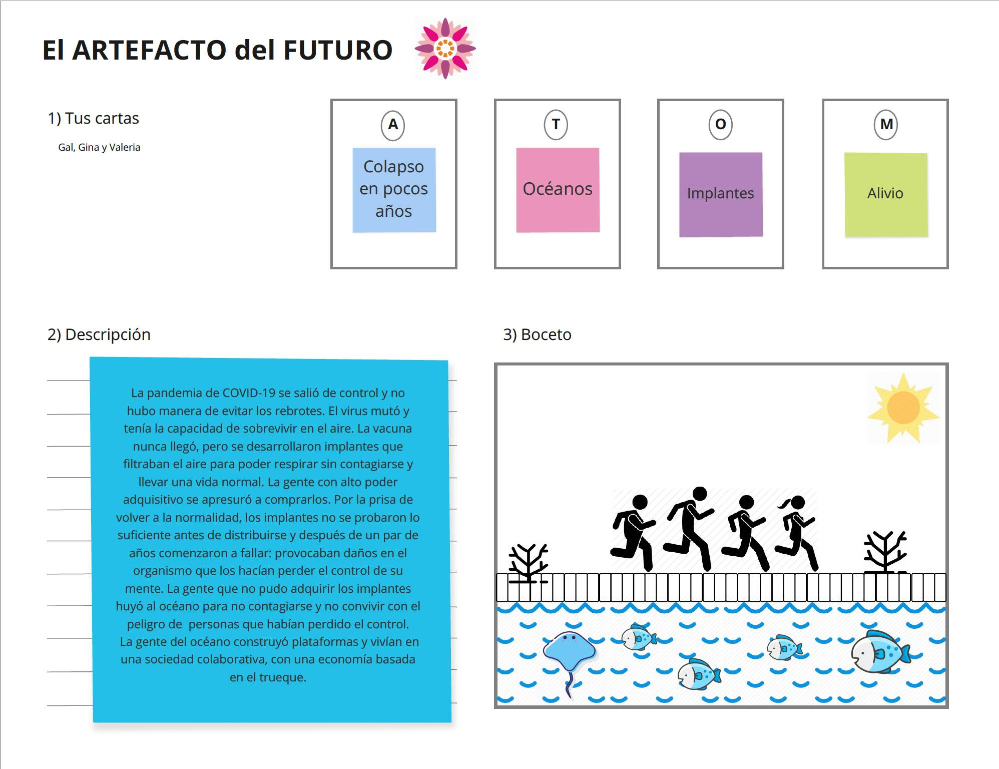 El ARTEFACTO del FUTURO
1) Tus cartas
Gal, Gina y Valeria
A
Colapso
en pocos
años
T
Océanos
O
Implantes
M
Alivio
2) Descripción
La pandemia de COVID-19 se salió de control y no
hubo manera de evitar los rebrotes. El virus mutó y
tenía la capacidad de sobrevivir en el aire. La vacuna
nunca llegó, pero se desarrollaron implantes que
filtraban el aire para poder respirar sin contagiarse y
llevar una vida normal. La gente con alto poder
adquisitivo se apresuró a comprarlos. Por la prisa de
volver a la normalidad, los implantes no se probaron lo
suficiente antes de distribuirse y después de un par de
años comenzaron a fallar: provocaban daños en el
organismo que los hacían perder el control de su
mente. La gente que no pudo adquirir los implantes
huyó al océano para no contagiarse y no convivir con el
peligro de  personas que habían perdido el control.
La gente del océano construyó plataformas y vivían en
una sociedad colaborativa, con una economía basada
en el trueque.
3) Boceto